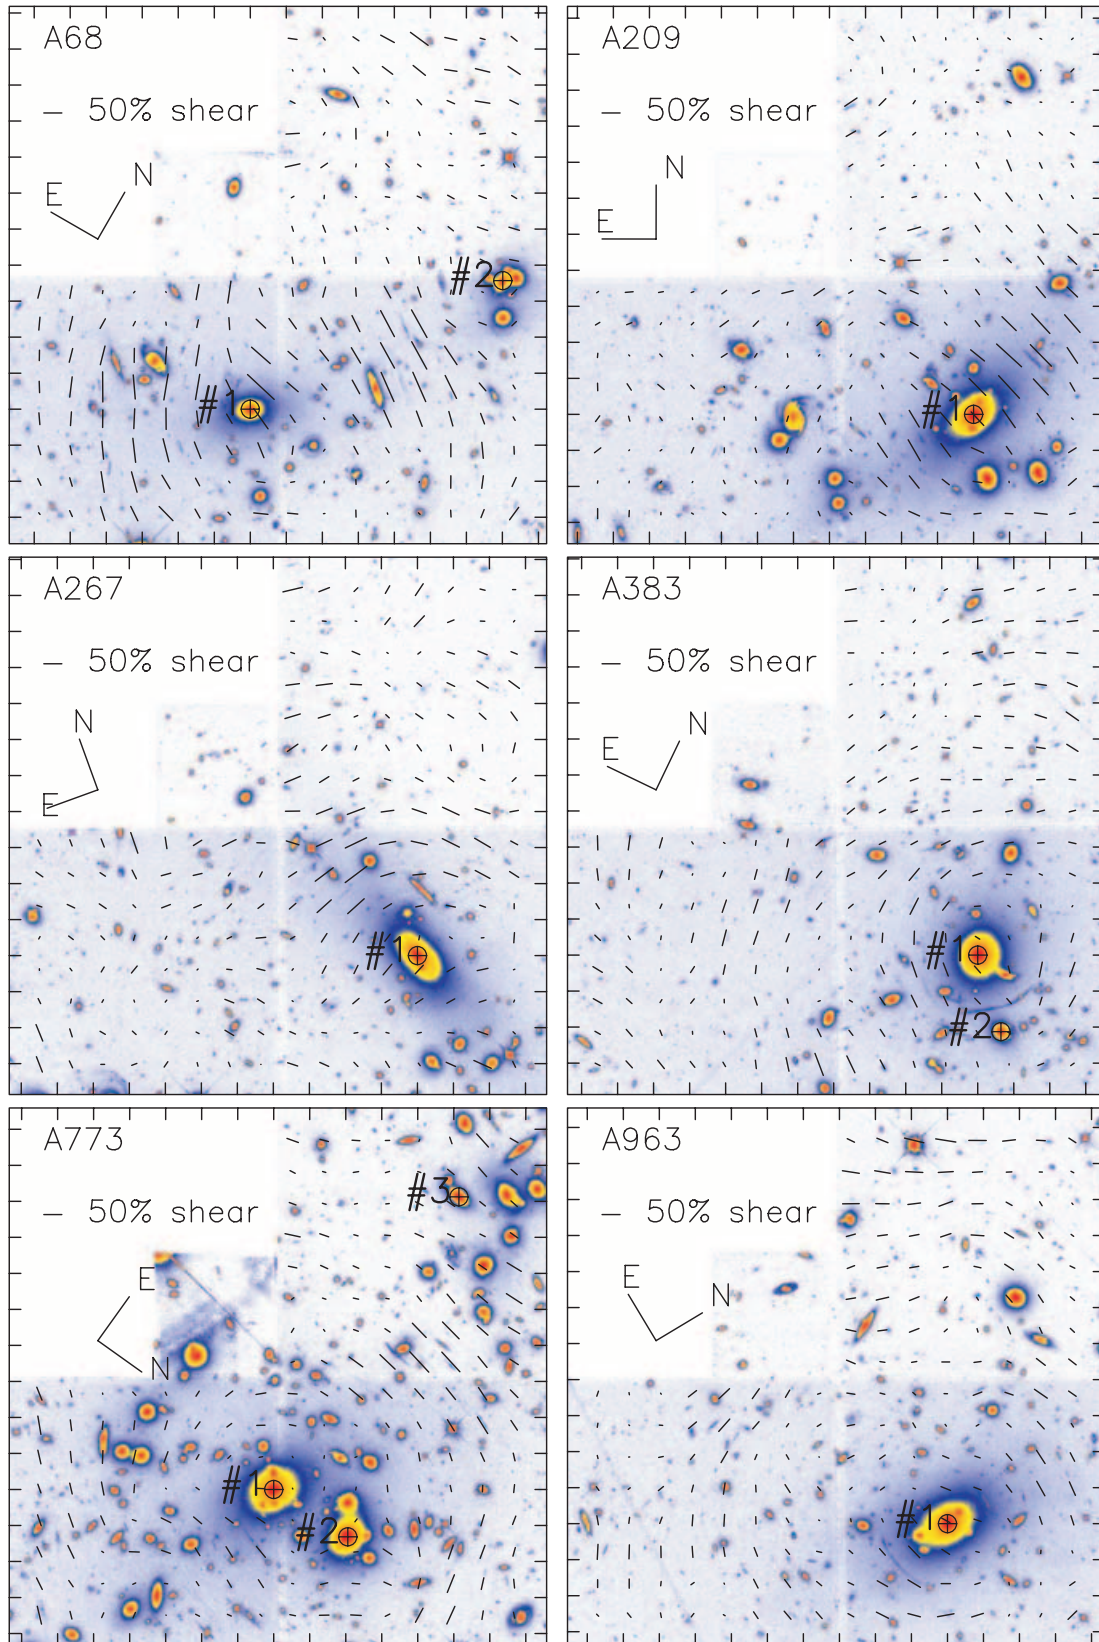 A68
— 50% shear
N
E
#2
#1
A209
— 50% shear
N
E
#1
A267
— 50% shear
N
E
#1
A383
— 50% shear
N
E
#1
#2
A773
— 50% shear
#3
E
N
#1
#2
A963
— 50% shear
E
N
#1